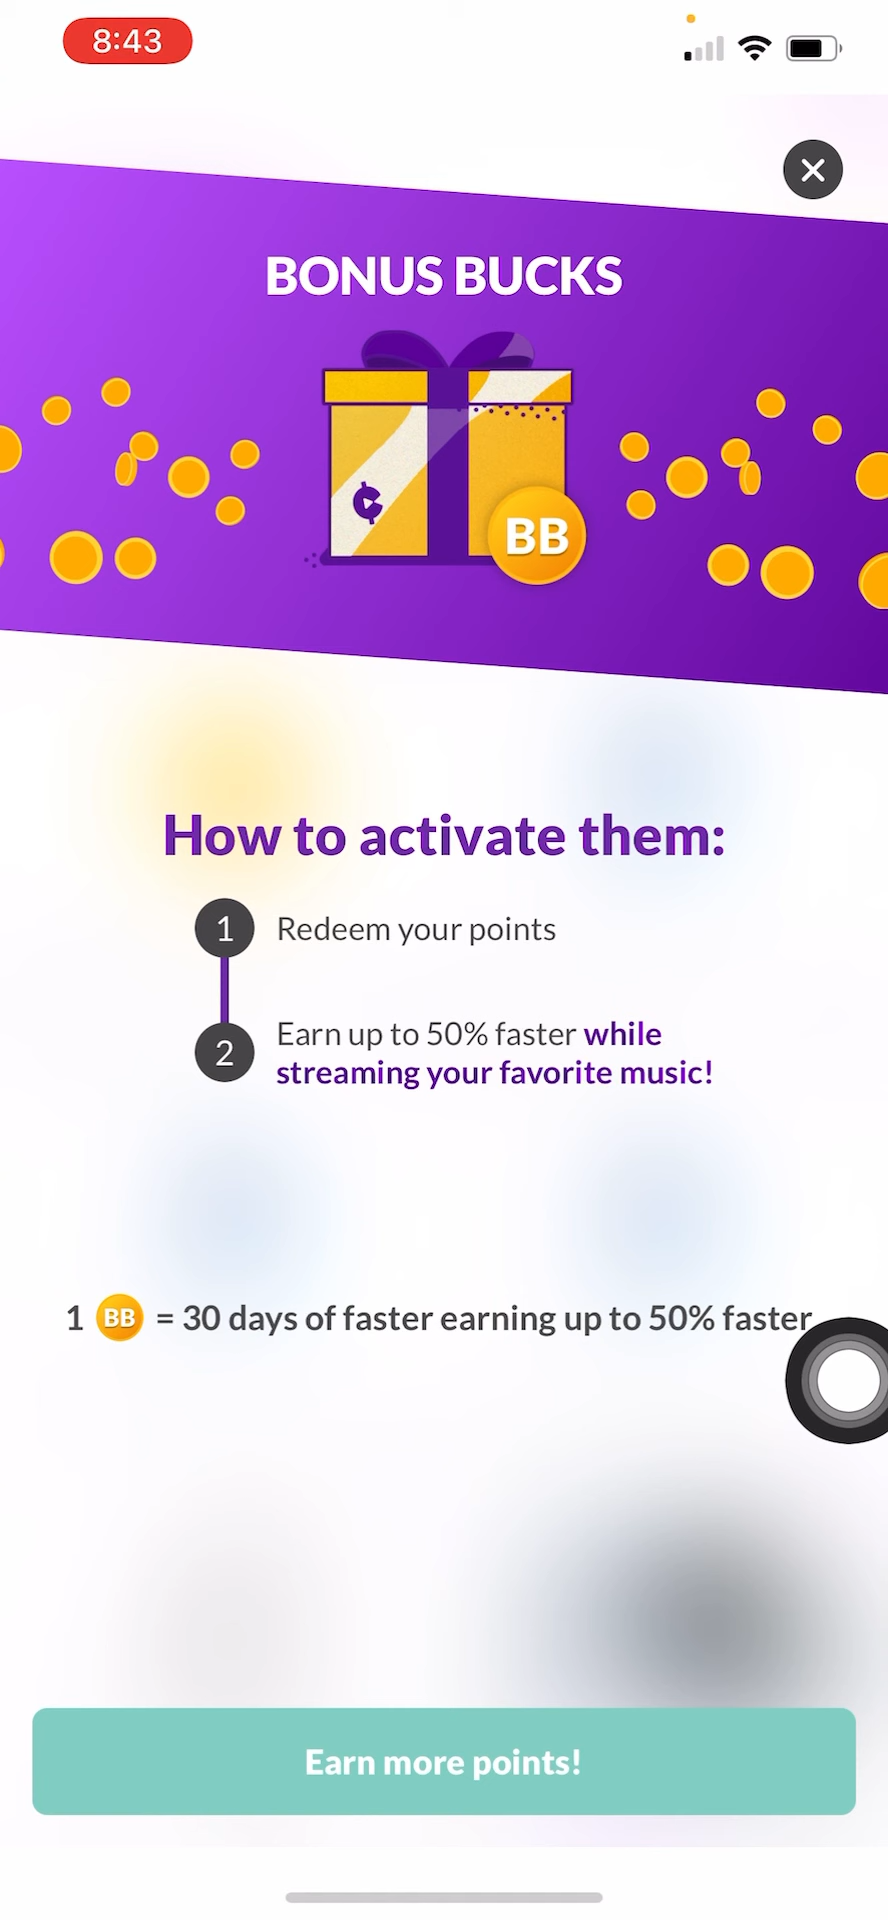 8:43
BONUS BUCKS
BB
How to activate them:
1 Redeem your points
2 Earn up to 50% faster while
streaming your favorite music!
1 BB = 30 days of faster earning up to 50% faster
Earn more points!